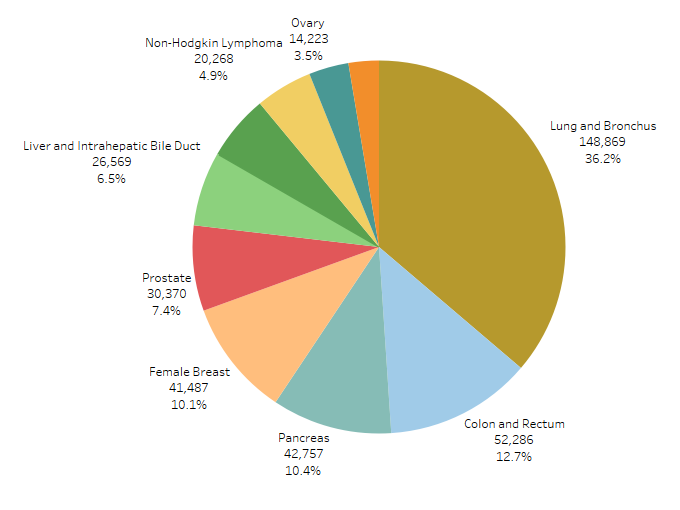 Ovary
14,223
3.5%
Non-Hodgkin Lymphoma
20,268
4.9%
Lung and Bronchus
148,869
36.2%
Liver and Intrahepatic Bile Duct
26,569
6.5%
Prostate
30,370
7.4%
Female Breast
41,487
10.1%
Colon and Rectum
52,286
12.7%
Pancreas
42,757
10.4%